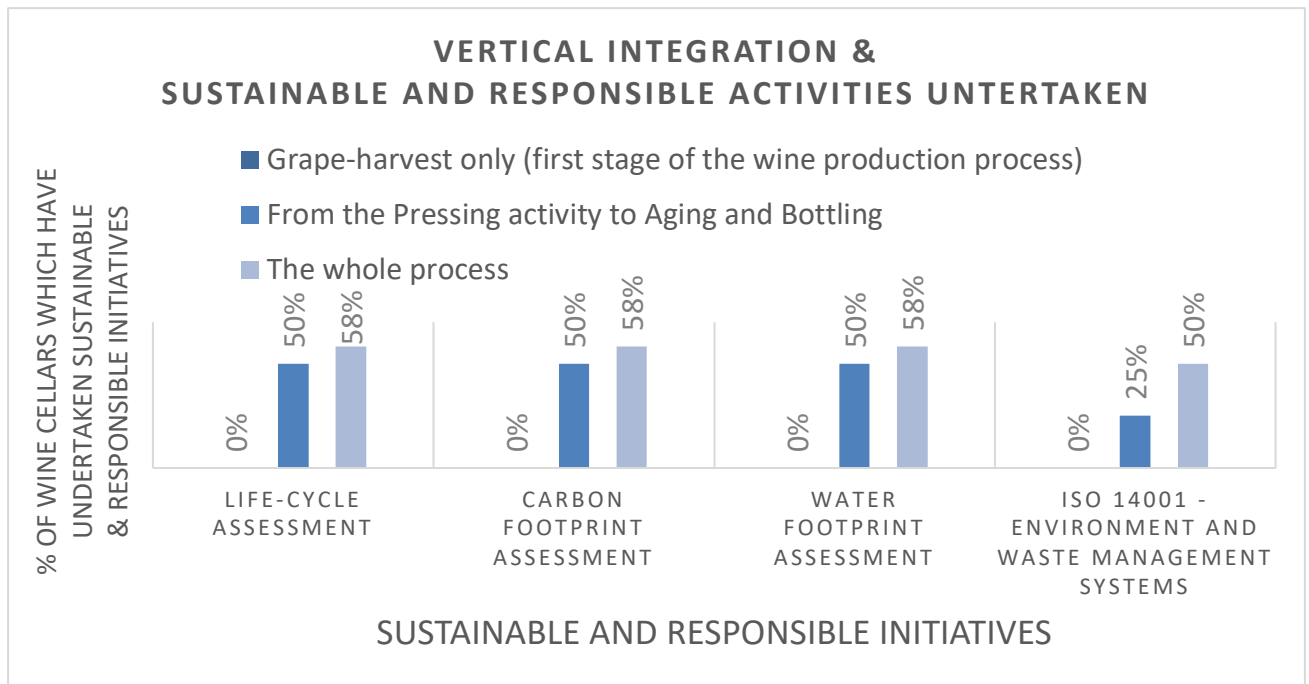 VERTICAL INTEGRATION &
SUSTAINABLE AND RESPONSIBLE ACTIVITIES UNTERTAKEN
Grape-harvest only (first stage of the wine production process)
From the Pressing activity to Aging and Bottling
The whole process
% OF WINE CELLARS WHICH HAVE
UNDERTAKEN SUSTAINABLE
& RESPONSIBLE INITIATIVES
0%
50%
58%
0%
50%
58%
0%
50%
58%
0%
25%
50%
LIFE-CYCLE
ASSESSMENT
CARBON
FOOTPRINT
ASSESSMENT
WATER
FOOTPRINT
ASSESSMENT
ISO 14001 -
ENVIRONMENT AND
WASTE MANAGEMENT
SYSTEMS
SUSTAINABLE AND RESPONSIBLE INITIATIVES